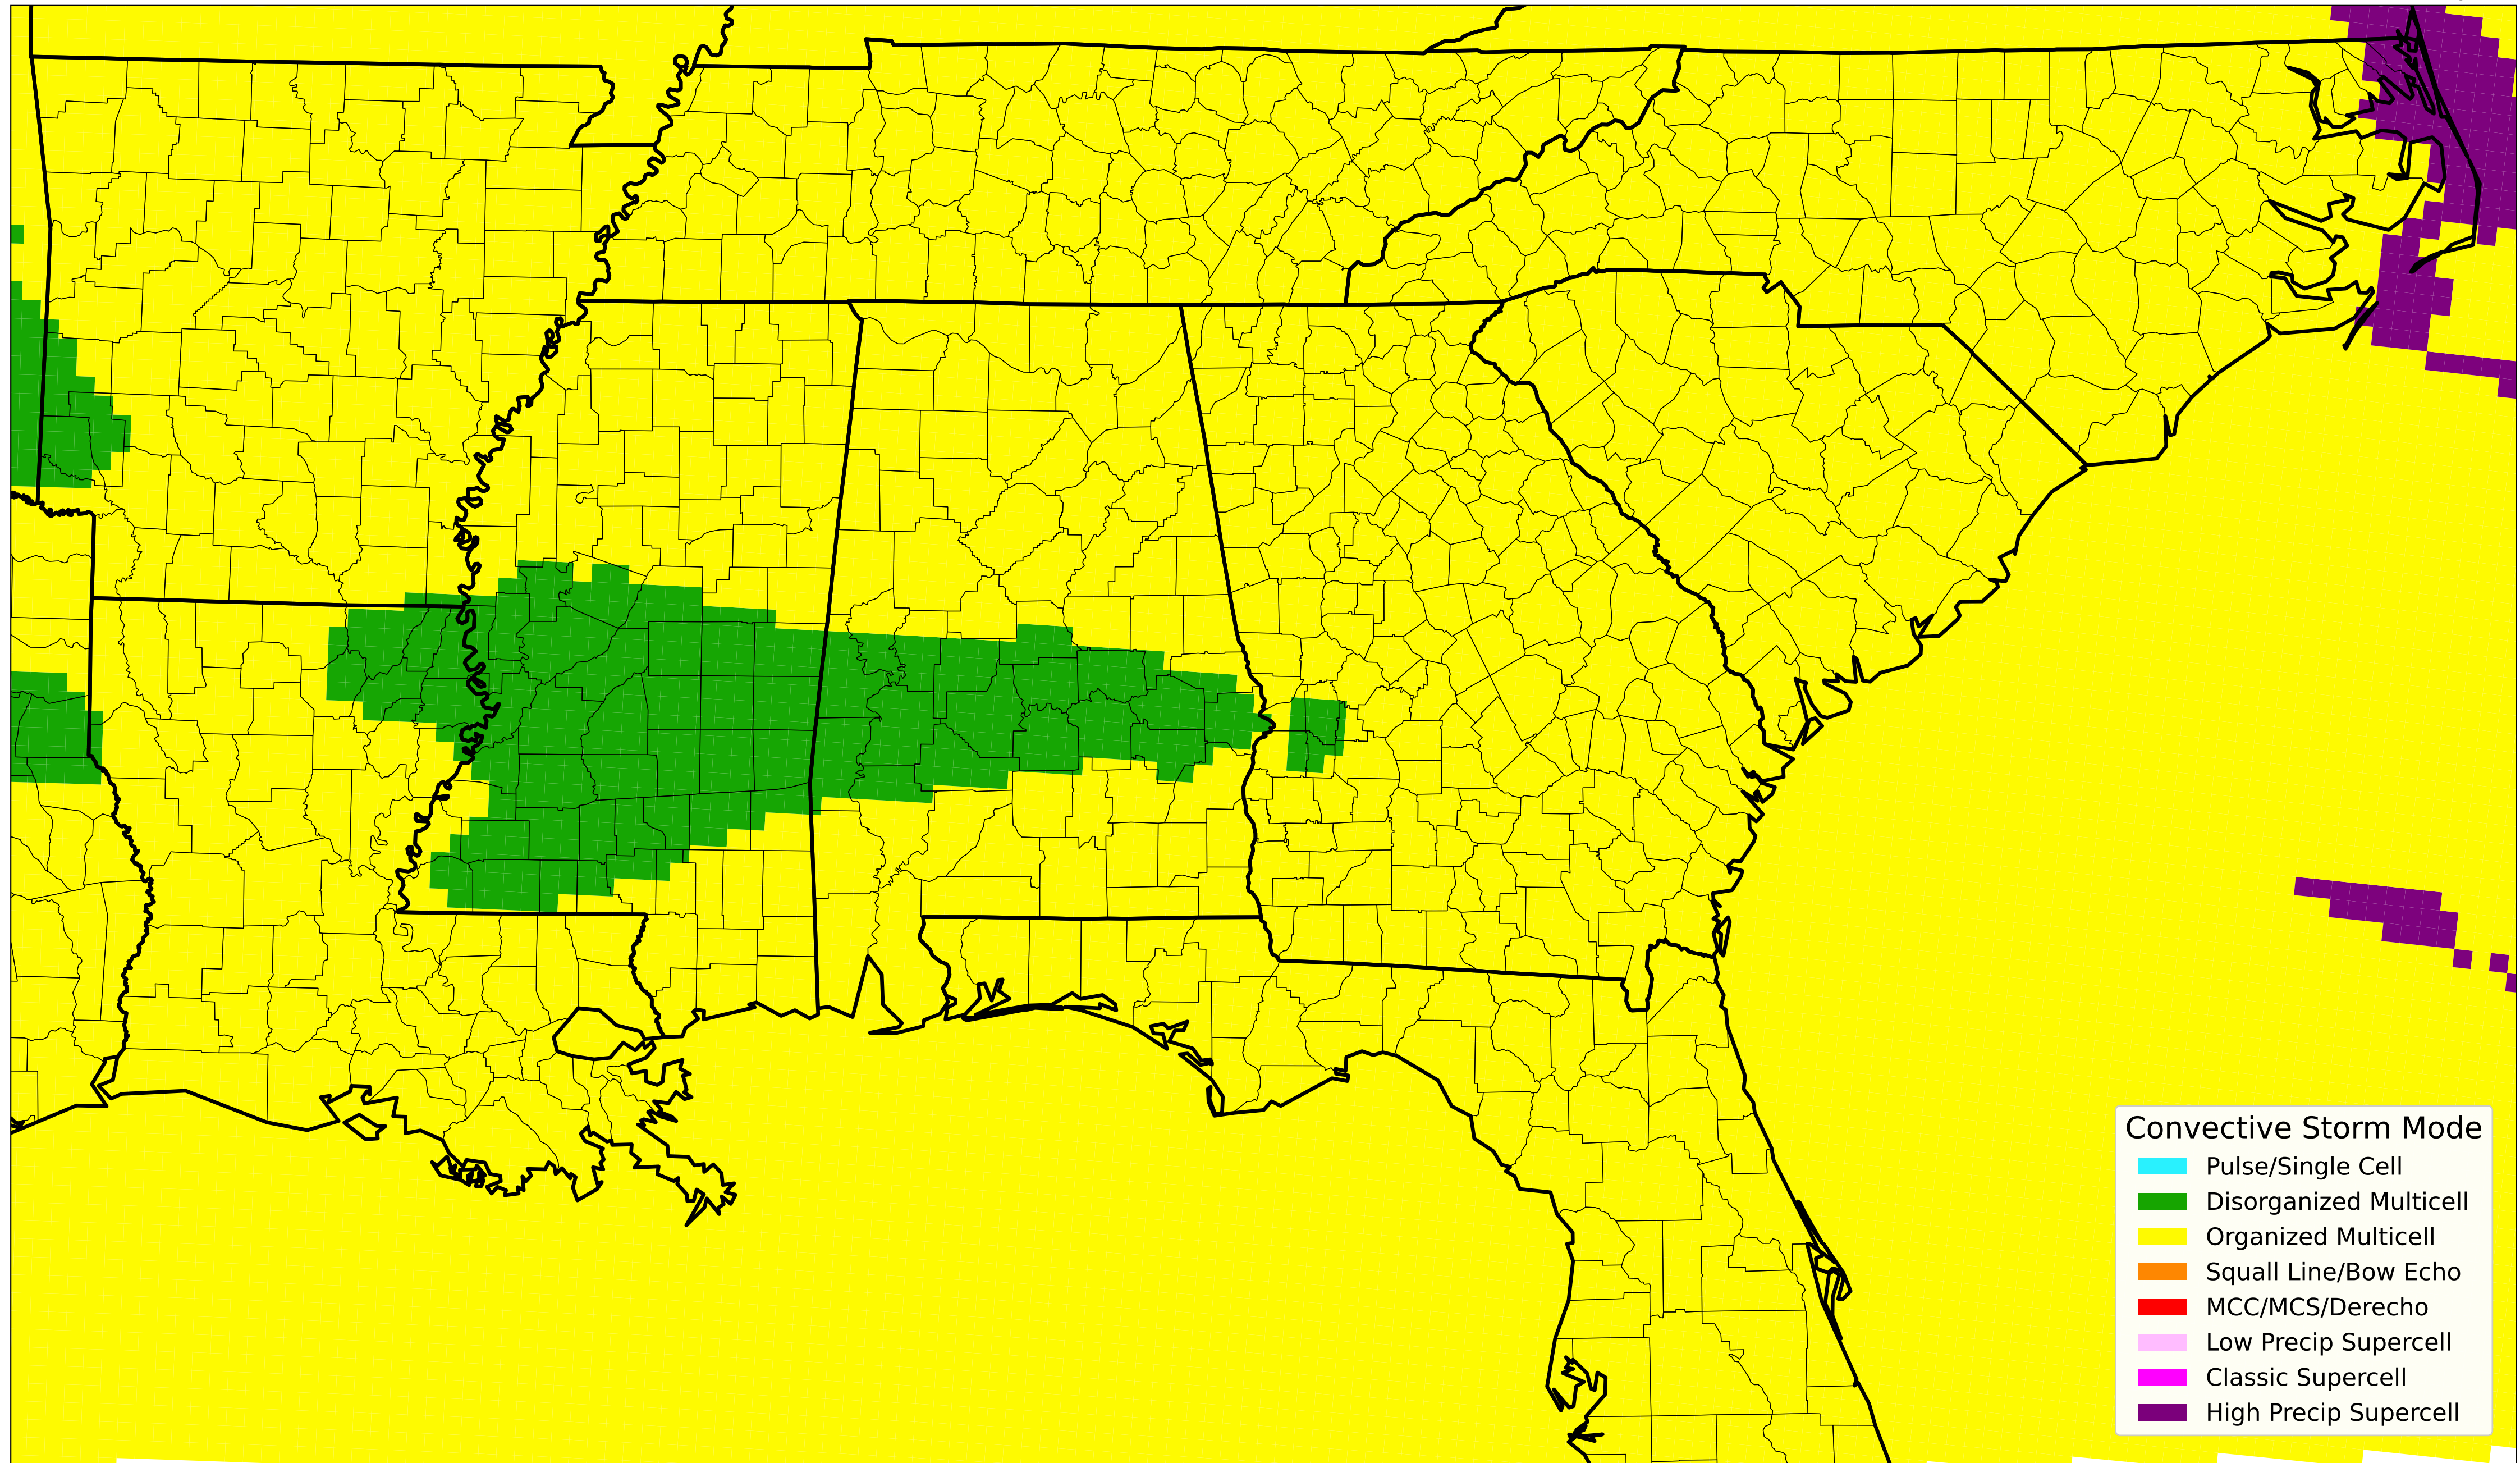 Convective Storm Mode
Pulse/Single Cell
Disorganized Multicell
Organized Multicell
Squall Line/Bow Echo
MCC/MCS/Derecho
Low Precip Supercell
Classic Supercell
High Precip Supercell